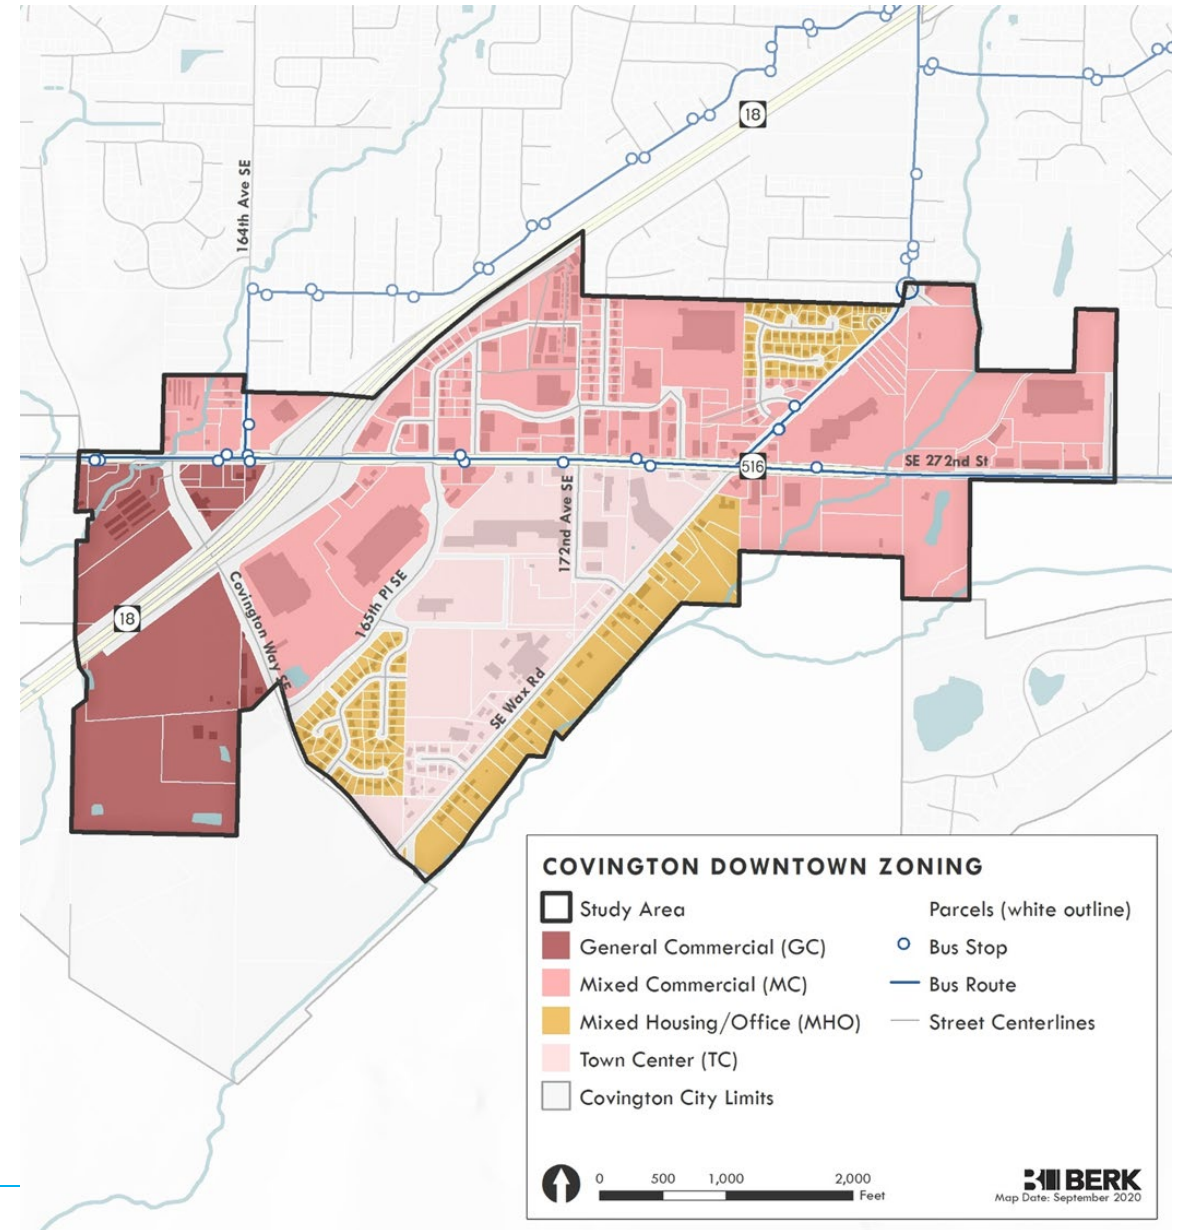 18
164th Ave SE
SE 272nd St
516
172nd Ave SE
Covington Way SE
165th Pl SE
18
SE Wax Rd
COVINGTON DOWNTOWN ZONING
Study Area
General Commercial (GC)
Mixed Commercial (MC)
Mixed Housing/Office (MHO)
Town Center (TC)
Covington City Limits
Parcels (white outline)
Bus Stop
Bus Route
Street Centerlines
0 500 1,000 2,000
Feet
BERK
Map Date: September 2020